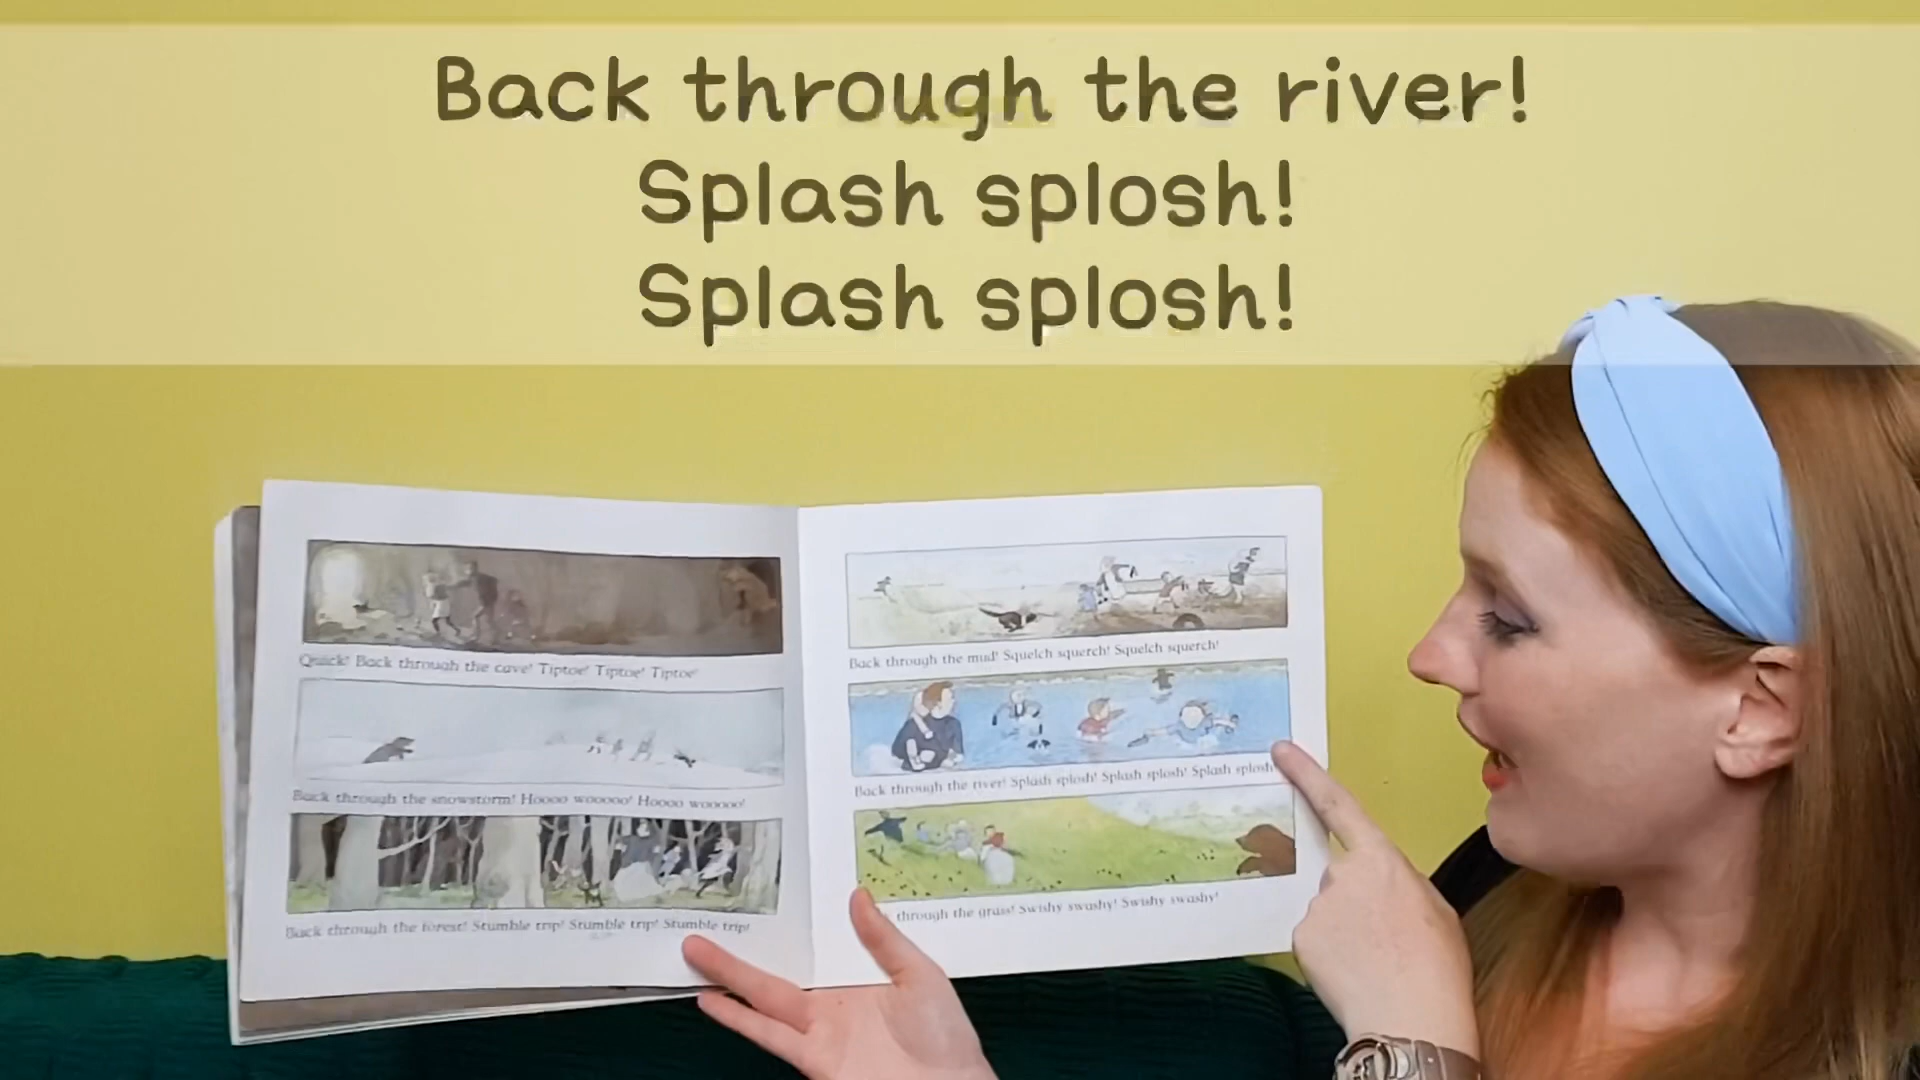 Back through the river!
Splash splosh!
Splash splosh!
Quick! Back through the cave! Tiptoe! Tiptoe! Tiptoe!
Back through the snowstorm! Hoooo woooo! Hoooo woooo!
Back through the forest! Stumble trip! Stumble trip! Stumble trip!
Back through the mud! Squelch squerch! Squelch squerch!
Back through the river! Splash splosh! Splash splosh! Splash splosh
through the grass! Swishy swashy! Swishy swashy!